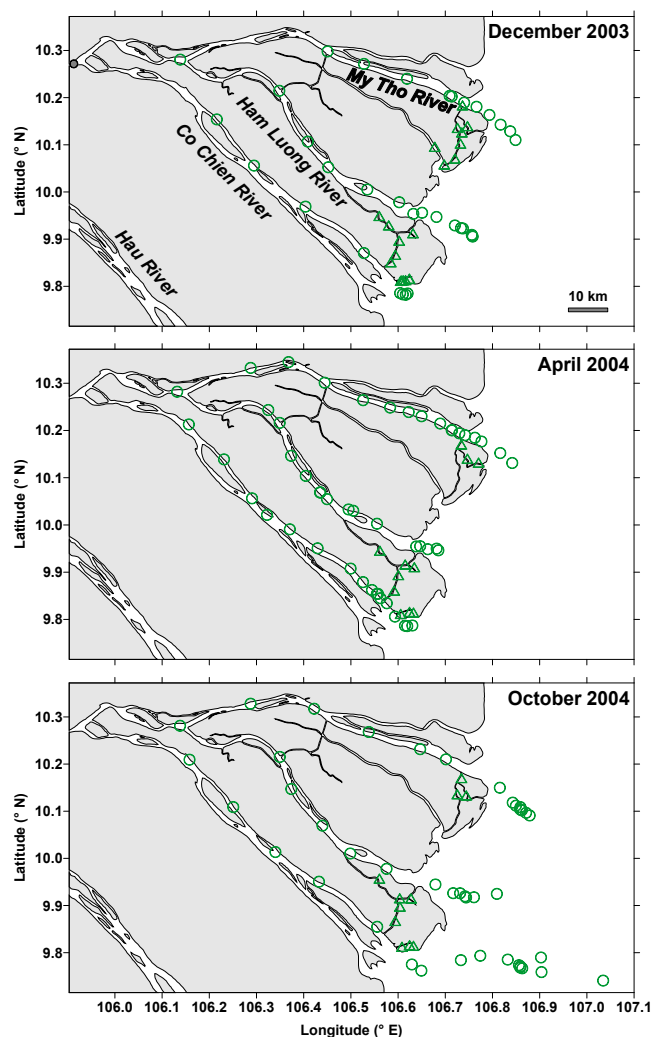 December 2003
10.3
10.2
10.1
10.0
9.9
9.8
Latitude (° N)
My Tho River
Ham Luong River
Co Chien River
Hau River
10 km
April 2004
10.3
10.2
10.1
10.0
9.9
9.8
Latitude (° N)
October 2004
10.3
10.2
10.1
10.0
9.9
9.8
Latitude (° N)
106.0 106.1 106.2 106.3 106.4 106.5 106.6 106.7 106.8 106.9 107.0 107.1
Longitude (° E)